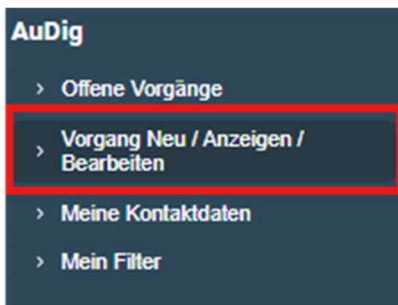 AuDig
Offene Vorgänge
Vorgang Neu / Anzeigen /
Bearbeiten
Meine Kontaktdaten
Mein Filter